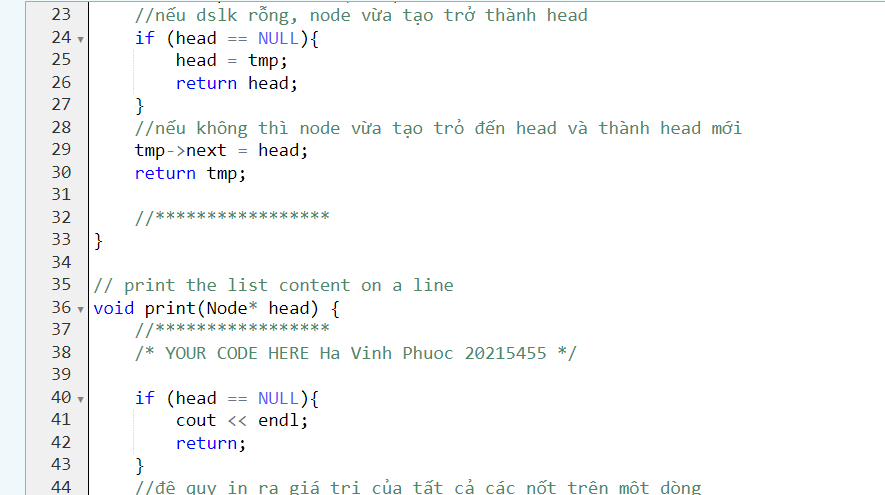 23 //nếu dslk rỗng, node vừa tạo trở thành head
24 if (head == NULL){
25 head = tmp;
26 return head;
27 }
28 //nếu không thì node vừa tạo trỏ đến head và thành head mới
29 tmp->next = head;
30 return tmp;
31
32 //*****************
33 }
34
35 // print the list content on a line
36 void print(Node* head) {
37 //*****************
38 /* YOUR CODE HERE Ha Vinh Phuoc 20215455 */
39
40 if (head == NULL){
41 cout << endl;
42 return;
43 }
44 //đệ quy in ra giá trị của tất cả các nốt trên một dòng